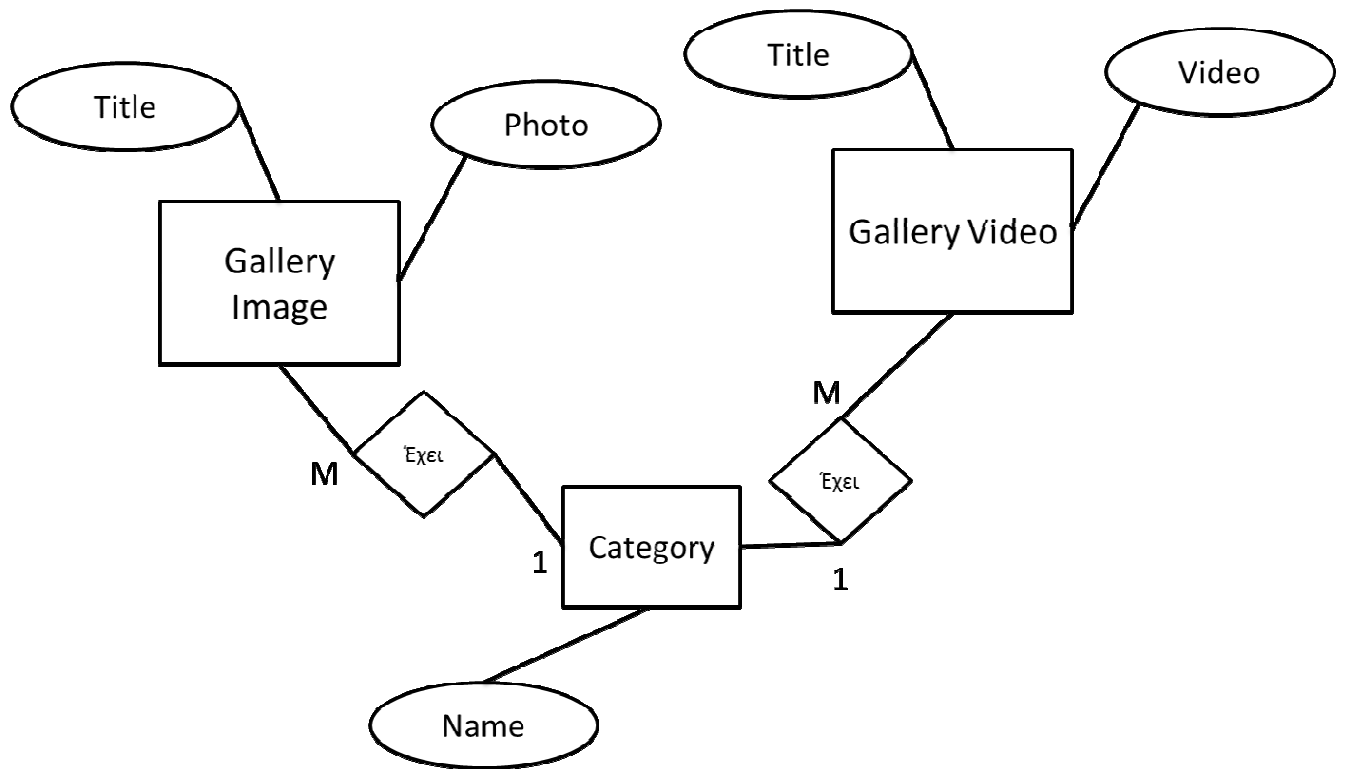 Title
Title
Video
Photo
Gallery Video
Gallery
Image
M
Έχει
M
Έχει
Category
1
1
Name